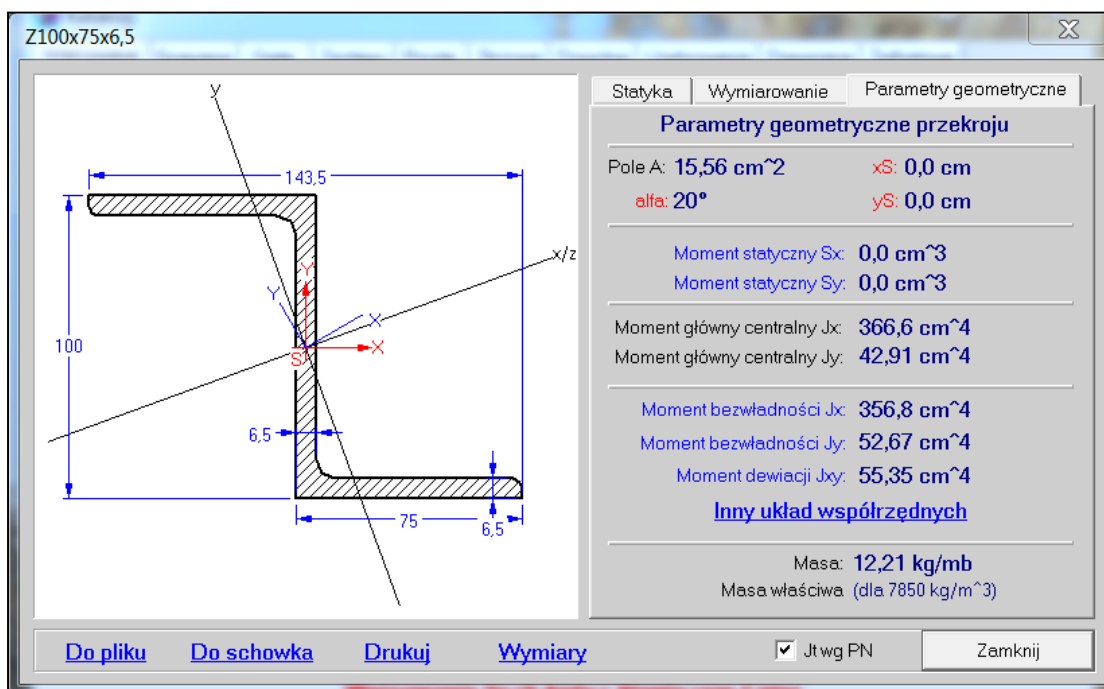 Z100x75x6,5
X
Statyka Wymiarowanie Parametry geometryczne
y
143,5
x/z
Y
Y
X
100
S
X
6,5
75
6,5
Parametry geometryczne przekroju
Pole A: 15,56 cm^2 xS: 0,0 cm
alfa: 20° yS: 0,0 cm
Moment statyczny Sx: 0,0 cm^3
Moment statyczny Sy: 0,0 cm^3
Moment główny centralny Jx: 366,6 cm^4
Moment główny centralny Jy: 42,91 cm^4
Moment bezwładności Jx: 356,8 cm^4
Moment bezwładności Jy: 52,67 cm^4
Moment dewiacji Jxy: 55,35 cm^4
Inny układ współrzędnych
Masa: 12,21 kg/mb
Masa właściwa (dla 7850 kg/m^3)
Do pliku Do schowka Drukuj Wymiary Jt wg PN Zamknij